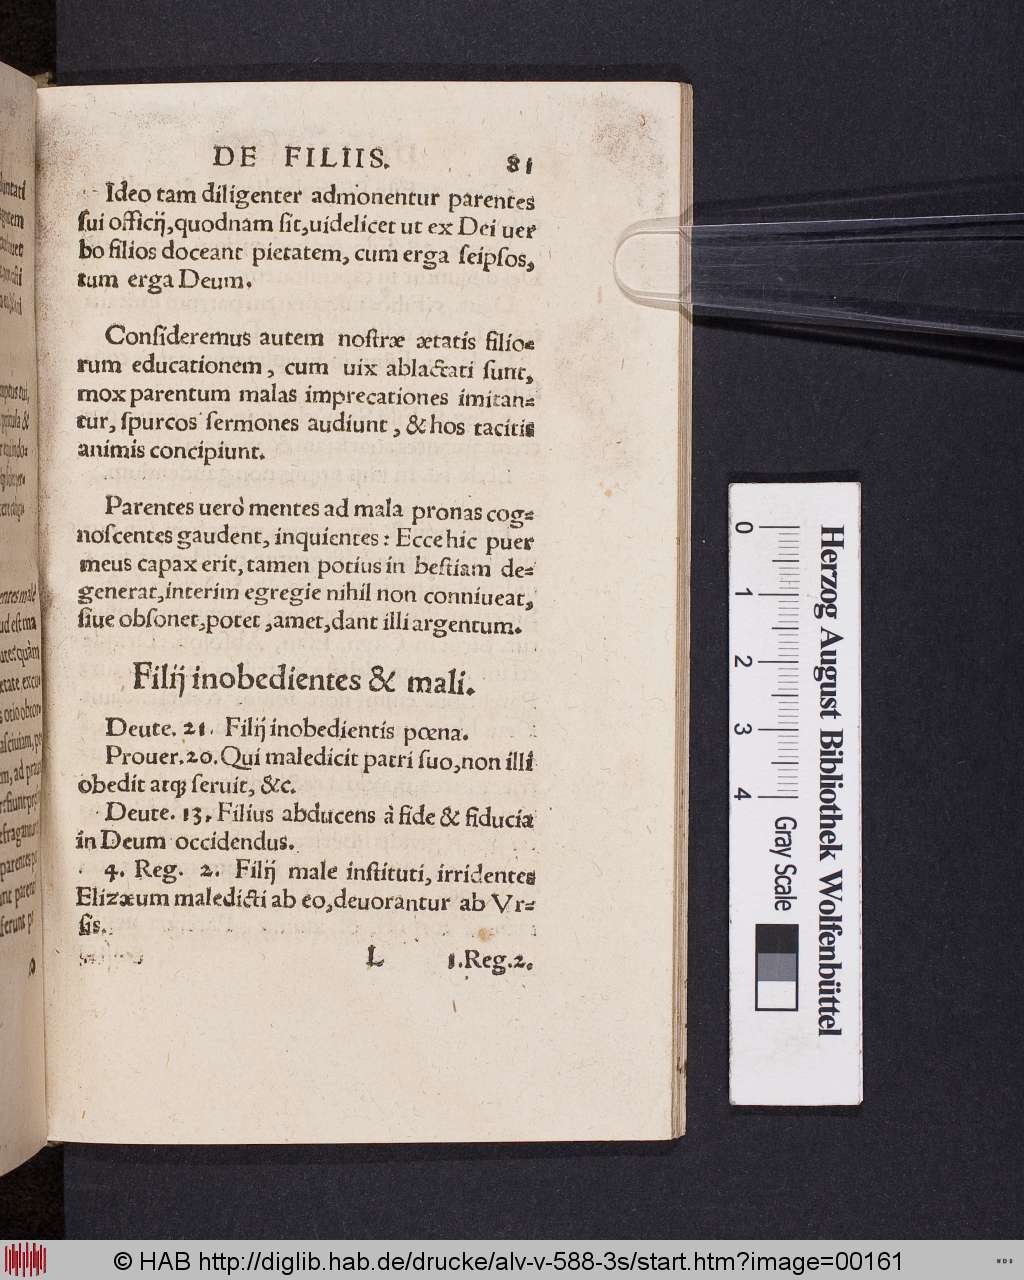 DE FILIIS. 81
Ideo tam diligenter admonentur parentes
sui officij,quodnam sit,uidelicet ut ex Dei uer
bo filios doceant pietatem, cum erga seipsos,
tum erga Deum.
Consideremus autem nostræ ætatis filio-
rum educationem, cum uix ablactati sunt,
mox parentum malas imprecationes imitan-
tur, spurcos sermones audiunt, & hos tacitis
animis concipiunt.
Parentes uerò mentes ad mala pronas cog-
noscentes gaudent, inquientes: Ecce hic puer
meus capax erit, tamen potius in bestiam de-
generat,interim egregie nihil non conniueat,
siue obsonet,potet,amet,dant illi argentum.
Filij inobedientes & mali.
Deute. 21. Filij inobedientis pœna.
Prouer.20. Qui maledicit patri suo,non illi
obedit atq; seruit, &c.
Deute. 13. Filius abducens à fide & fiducia
in Deum occidendus.
4. Reg. 2. Filij male instituti, irridentes
Elizæum maledicti ab eo,deuorantur ab Vr-
sis.
L 1.Reg.2.
0 1 2 3 4
Gray Scale
Herzog August Bibliothek Wolfenbüttel
© HAB http://diglib.hab.de/drucke/alv-v-588-3s/start.htm?image=00161